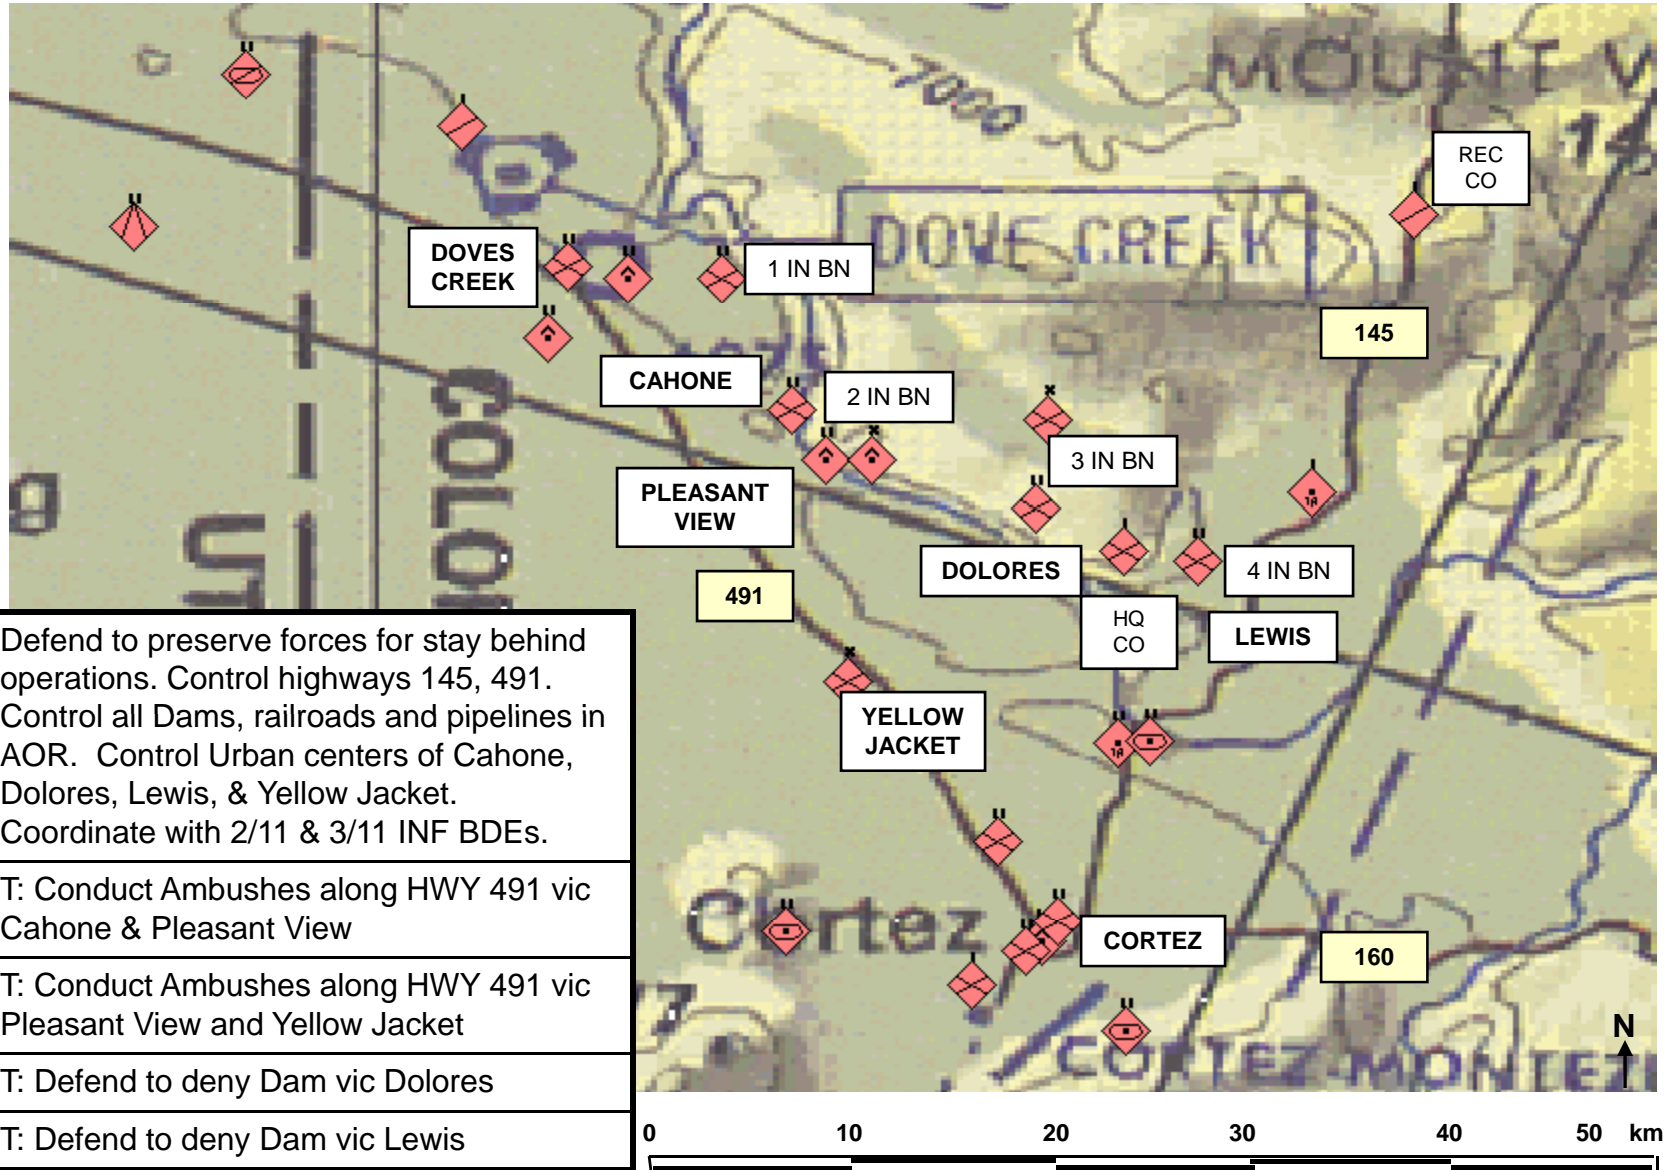 MOUNT V
7000
14
REC
CO
DOVES
CREEK
1 IN BN
DOVE CREEK
145
CAHONE
2 IN BN
3 IN BN
PLEASANT
VIEW
COLO
UT
DOLORES
4 IN BN
491
HQ
CO
LEWIS
YELLOW
JACKET
Cortez
CORTEZ
160
N
CORTEZ-MONTEZ
Defend to preserve forces for stay behind
operations. Control highways 145, 491.
Control all Dams, railroads and pipelines in
AOR. Control Urban centers of Cahone,
Dolores, Lewis, & Yellow Jacket.
Coordinate with 2/11 & 3/11 INF BDEs.
T: Conduct Ambushes along HWY 491 vic
Cahone & Pleasant View
T: Conduct Ambushes along HWY 491 vic
Pleasant View and Yellow Jacket
T: Defend to deny Dam vic Dolores
T: Defend to deny Dam vic Lewis
0 10 20 30 40 50 km